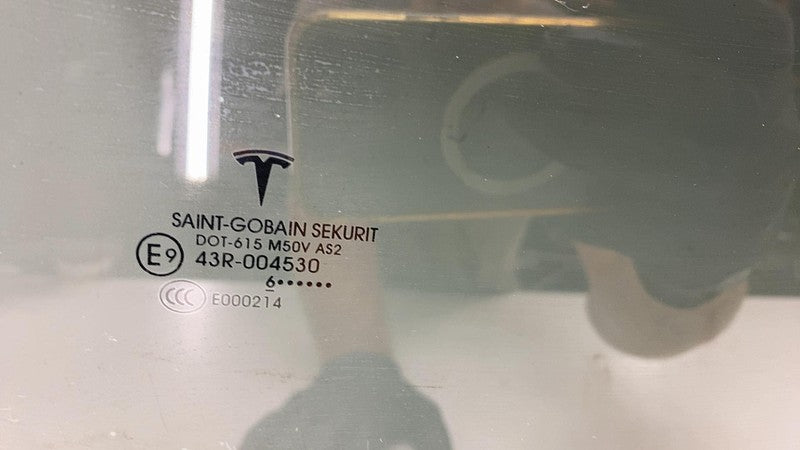 SAINT-GOBAIN SEKURIT
DOT-615 M50V AS2
E9 43R-004530
6••••••
CCC E000214